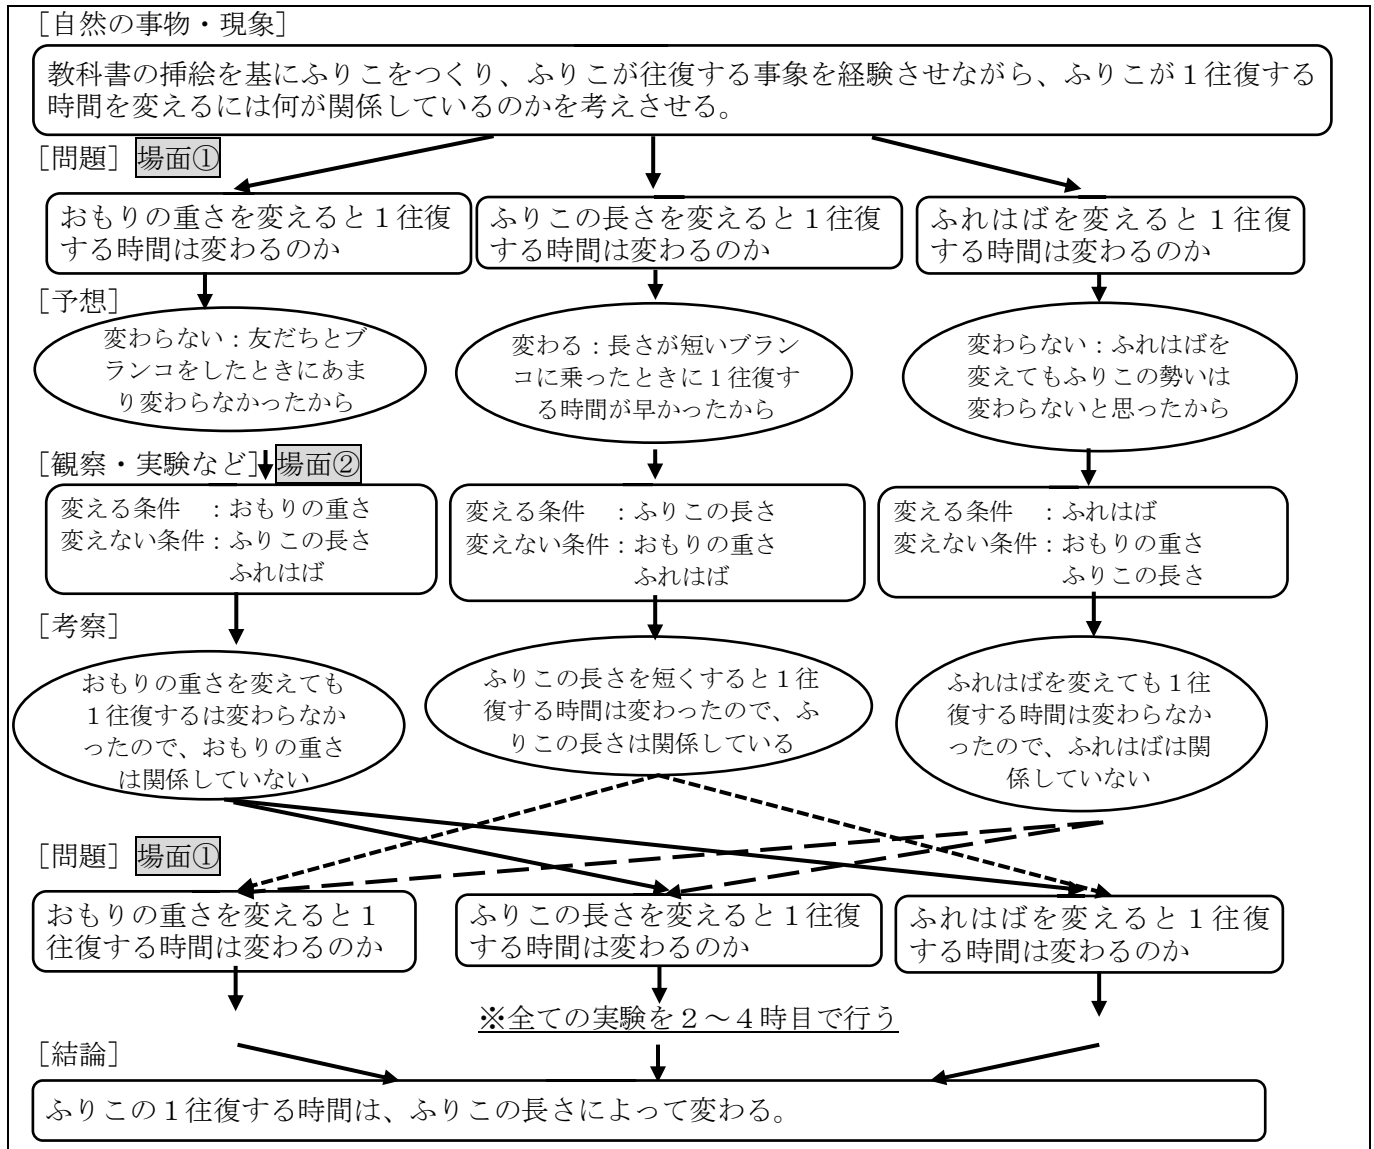 ［自然の事物・現象］
教科書の挿絵を基にふりこをつくり、ふりこが往復する事象を経験させながら、ふりこが１往復する
時間を変えるには何が関係しているのかを考えさせる。
［問題］ 場面①
おもりの重さを変えると１往復
する時間は変わるのか
ふりこの長さを変えると１往復
する時間は変わるのか
ふれはばを変えると１往復
する時間は変わるのか
［予想］
変わらない：友だちとブ
ランコをしたときにあま
り変わらなかったから
変わる：長さが短いブラン
コに乗ったときに１往復す
る時間が早かったから
変わらない：ふれはばを
変えてもふりこの勢いは
変わらないと思ったから
［観察・実験など］ 場面②
変える条件　：おもりの重さ
変えない条件：ふりこの長さ
ふれはば
変える条件　：ふりこの長さ
変えない条件：おもりの重さ
ふれはば
変える条件　：ふれはば
変えない条件：おもりの重さ
ふりこの長さ
［考察］
おもりの重さを変えても
１往復するは変わらなか
ったので、おもりの重さ
は関係していない
ふりこの長さを短くすると１往
復する時間は変わったので、ふ
りこの長さは関係している
ふれはばを変えても１往
復する時間は変わらなか
ったので、ふれはばは関
係していない
［問題］ 場面①
おもりの重さを変えると１
往復する時間は変わるのか
ふりこの長さを変えると１往復
する時間は変わるのか
ふれはばを変えると１往復
する時間は変わるのか
※全ての実験を２～４時目で行う
［結論］
ふりこの１往復する時間は、ふりこの長さによって変わる。